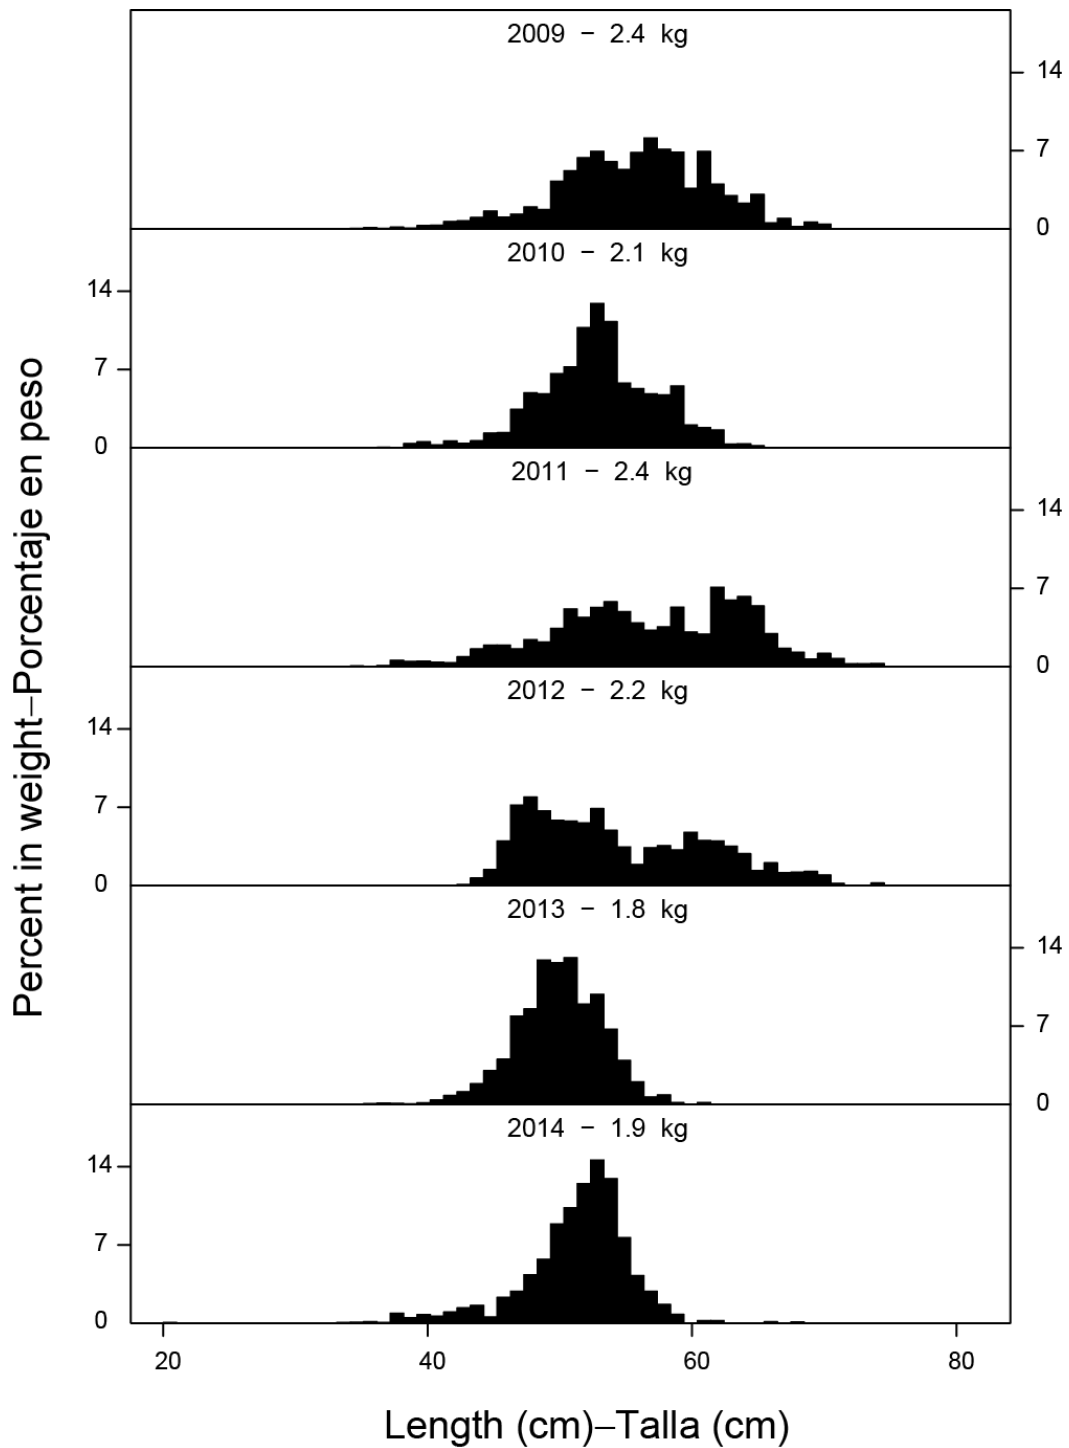 2009 − 2.4 kg
14
7
0
2010 − 2.1 kg
14
7
0
2011 − 2.4 kg
14
7
0
2012 − 2.2 kg
14
7
0
2013 − 1.8 kg
14
7
0
2014 − 1.9 kg
14
7
0
20 40 60 80
Length (cm)–Talla (cm)
Percent in weight–Porcentaje en peso